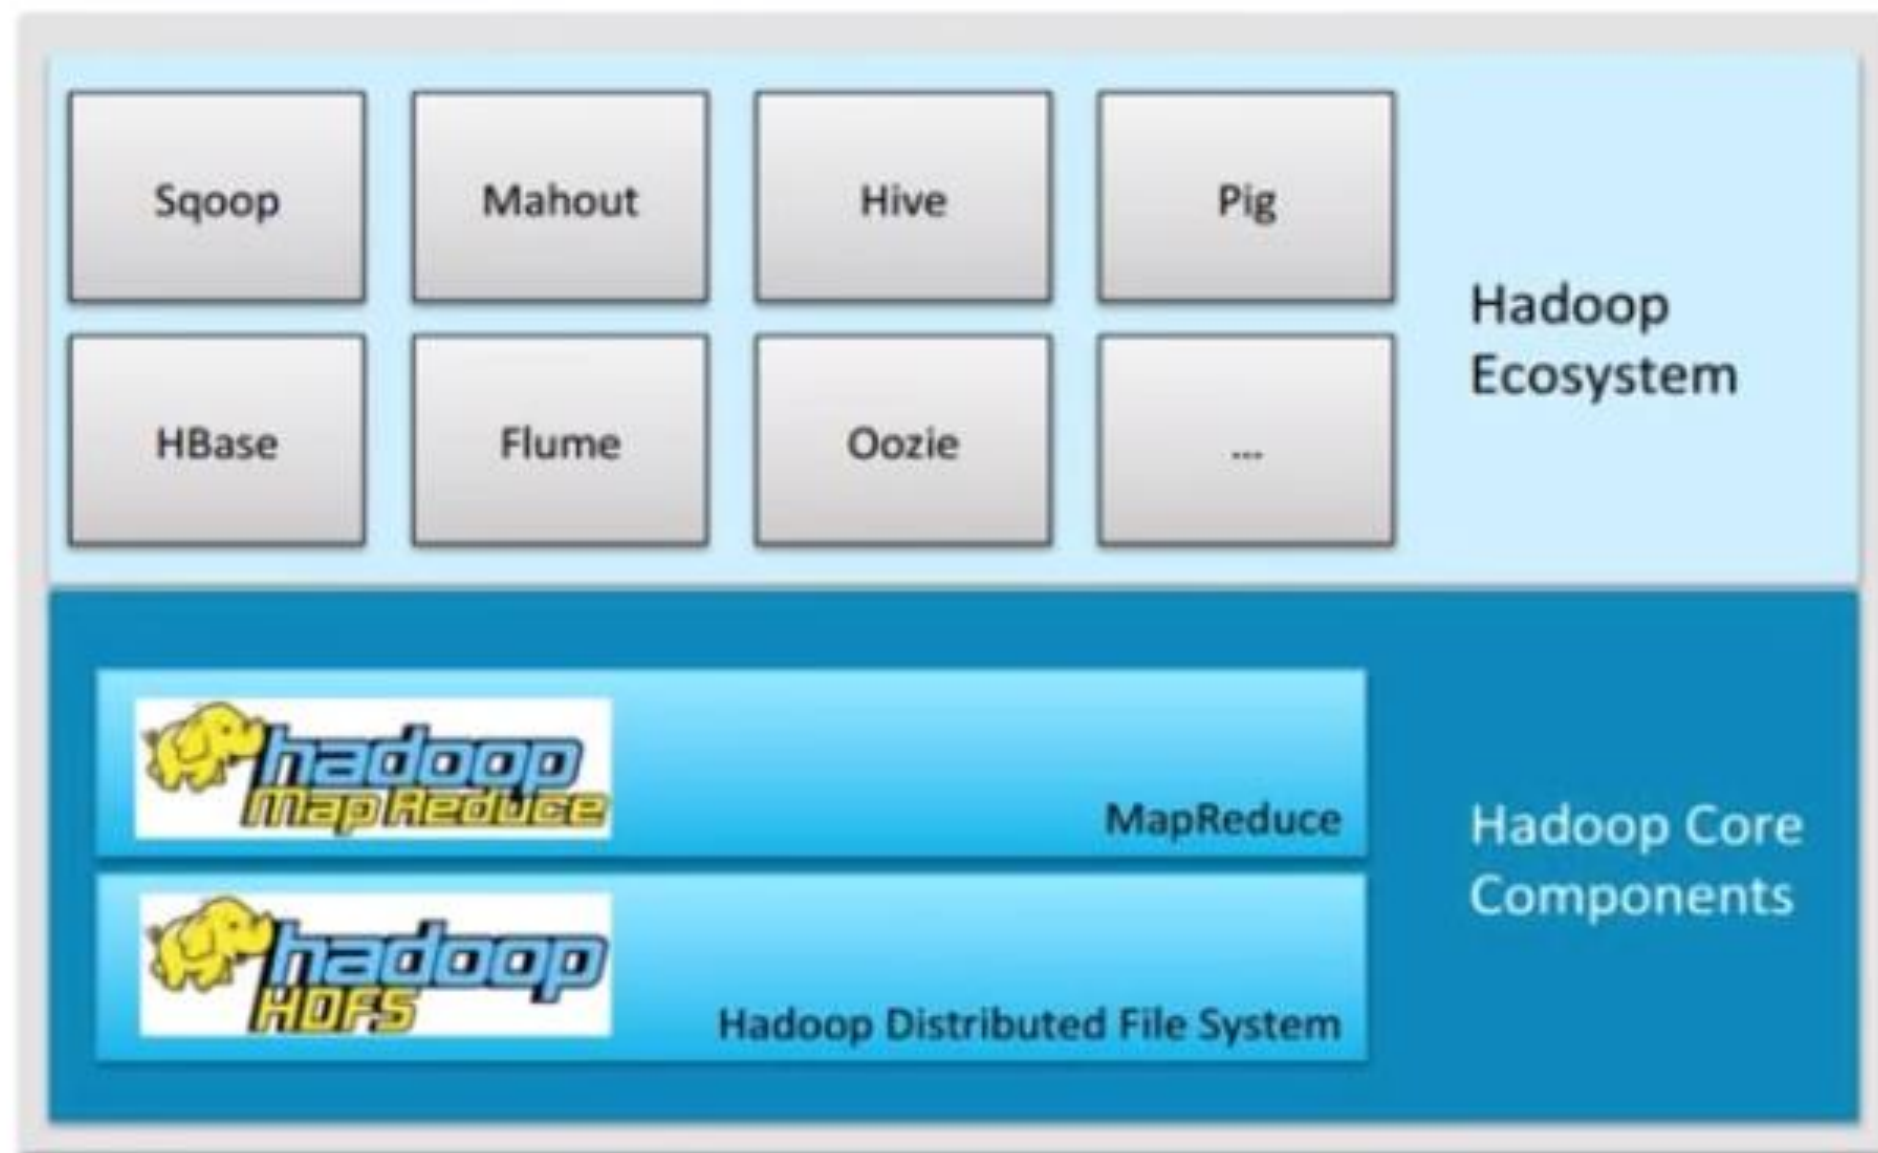 Sqoop
Mahout
Hive
Pig
HBase
Flume
Oozie
...
Hadoop
Ecosystem
hadoop
Map Reduce
MapReduce
hadoop
HDFS
Hadoop Distributed File System
Hadoop Core
Components